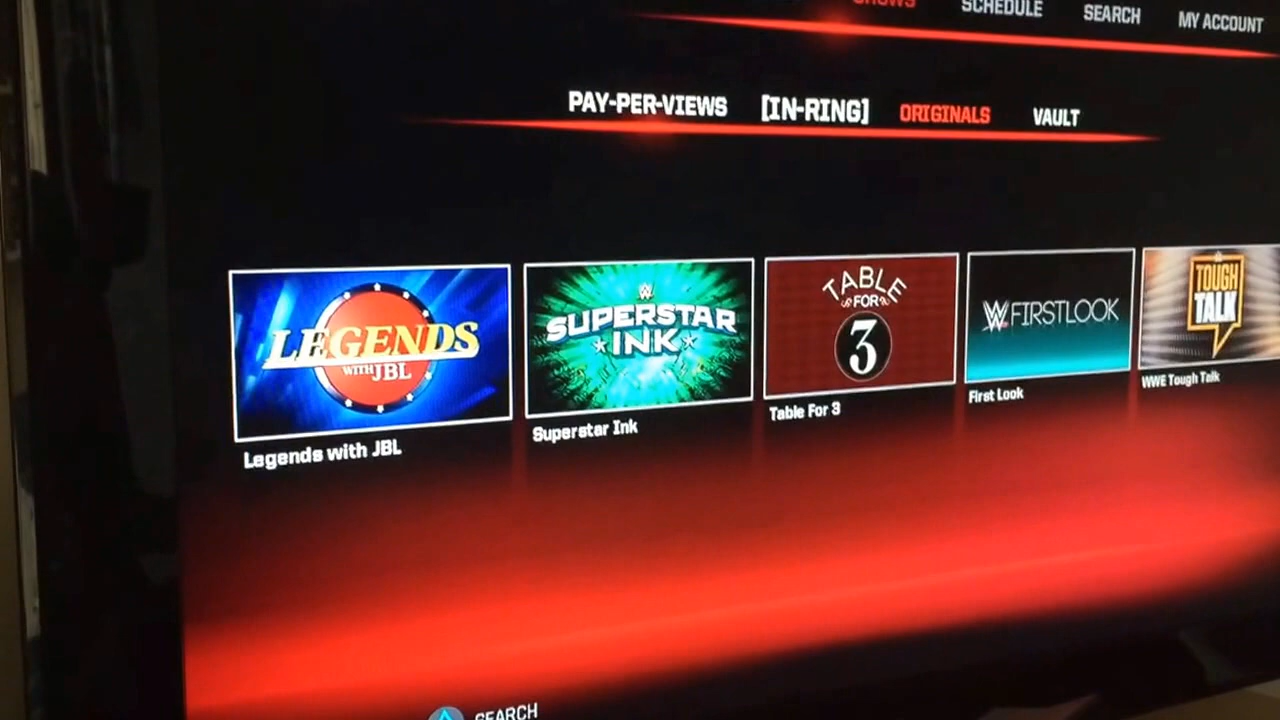 SHOWS SCHEDULE SEARCH MY ACCOUNT
PAY-PER-VIEWS [IN-RING] ORIGINALS VAULT
LEGENDS
WITH JBL
Legends with JBL
W
SUPERSTAR
INK
Superstar Ink
TABLE
FOR
3
Table For 3
W FIRSTLOOK
First Look
TOUGH
TALK
WWE Tough Talk
SEARCH